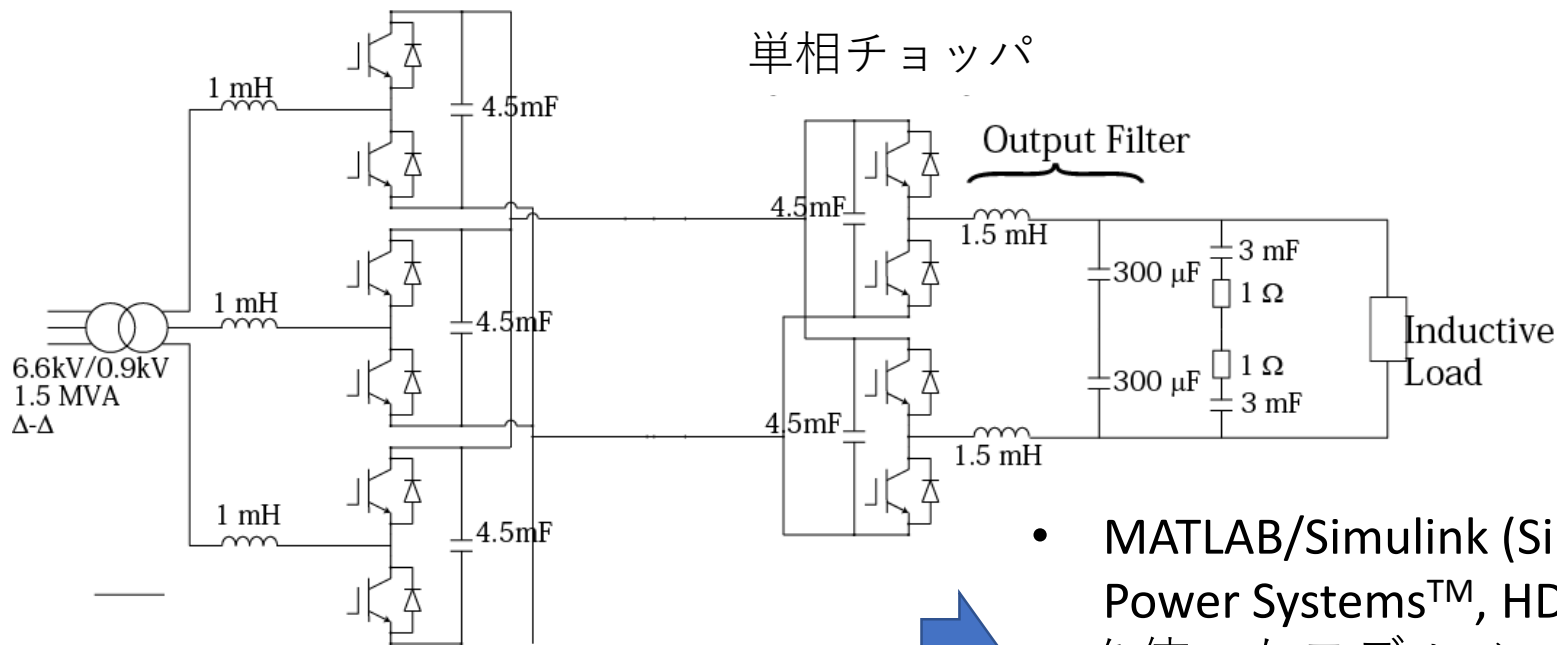 単相チョッパ
1 mH
4.5mF
Output Filter
4.5mF
1.5 mH
300 μF
3 mF
1 Ω
1 mH
4.5mF
6.6kV/0.9kV
1.5 MVA
Δ-Δ
Inductive
Load
300 μF
1 Ω
3 mF
4.5mF
1.5 mH
1 mH
4.5mF
• MATLAB/Simulink (Si
Power Systems™, HD